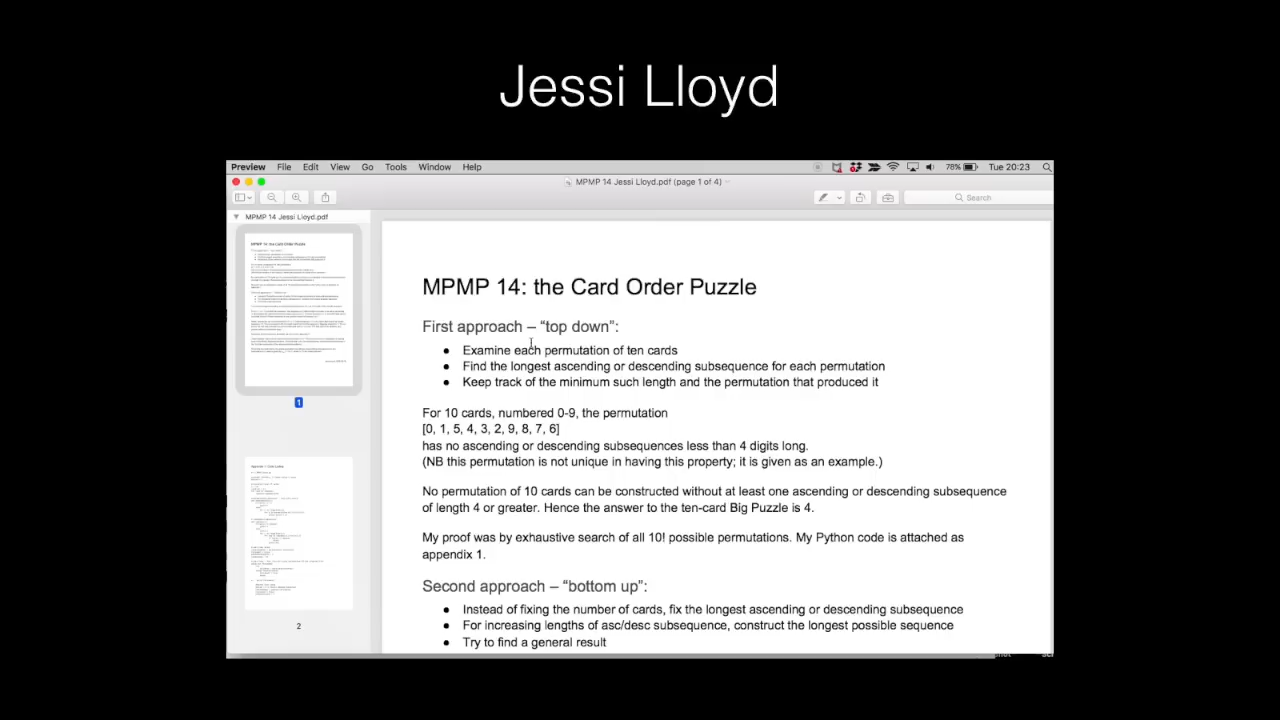 Jessi Lloyd
Preview File Edit View Go Tools Window Help 78% Tue 20:23
MPMP 14 Jessi Lloyd.pdf (page 1 of 4)
Search
MPMP 14 Jessi Lloyd.pdf
MPMP 14: the Card Order Puzzle
First approach – “top down”:
● Examine each permutation of ten cards
● Find the longest ascending or descending subsequence for each permutation
● Keep track of the minimum such length and the permutation that produced it
For 10 cards, numbered 0-9, the permutation
[0, 1, 5, 4, 3, 2, 9, 8, 7, 6]
has no ascending or descending subsequences less than 4 digits long.
(NB this permutation is not unique in having this property; it is given as an example.)
No permutation of ten cards can be constructed without at least one ascending or descending subsequence
of length 4 or greater, hence the answer to the ten card Big Puzzle is 4.
My proof was by exhaustive search of all 10! possible permutations. My Python code is attached as
appendix 1.
Second approach – “bottom up”:
● Instead of fixing the number of cards, fix the longest ascending or descending subsequence
● For increasing lengths of asc/desc subsequence, construct the longest possible sequence
● Try to find a general result
1
2